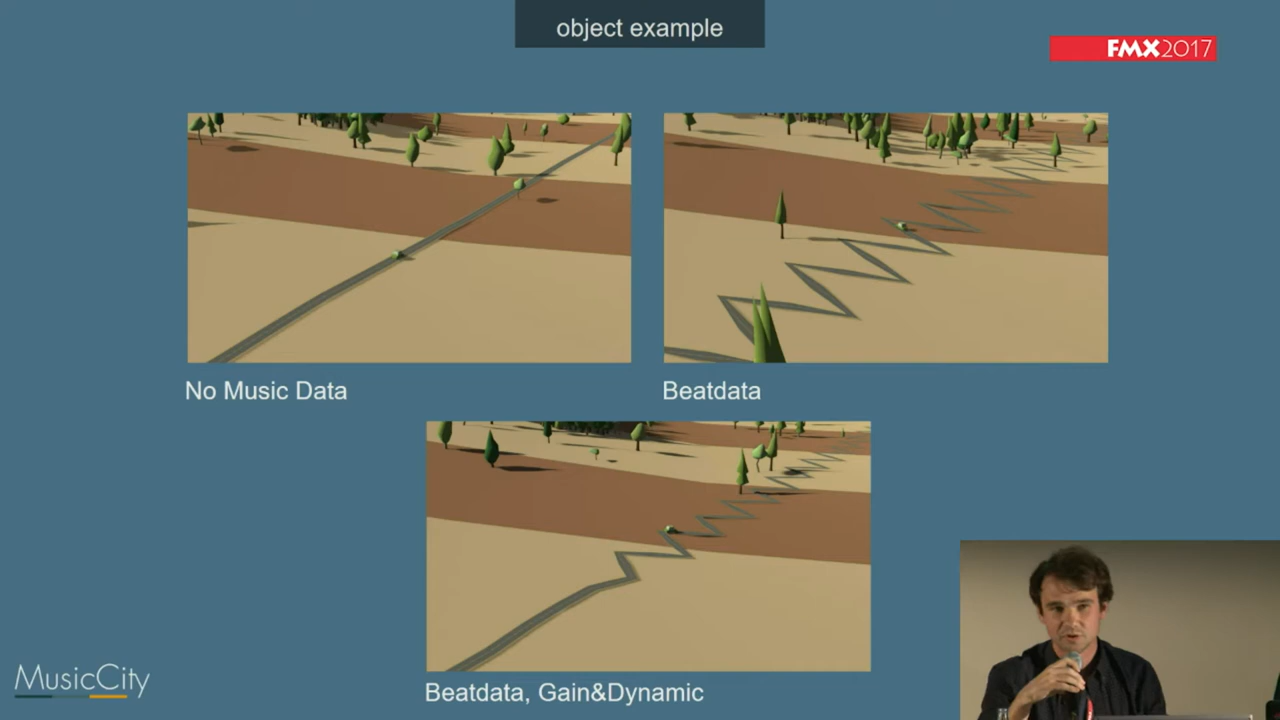 object example
FMX2017
No Music Data
Beatdata
Beatdata, Gain&Dynamic
MusicCity